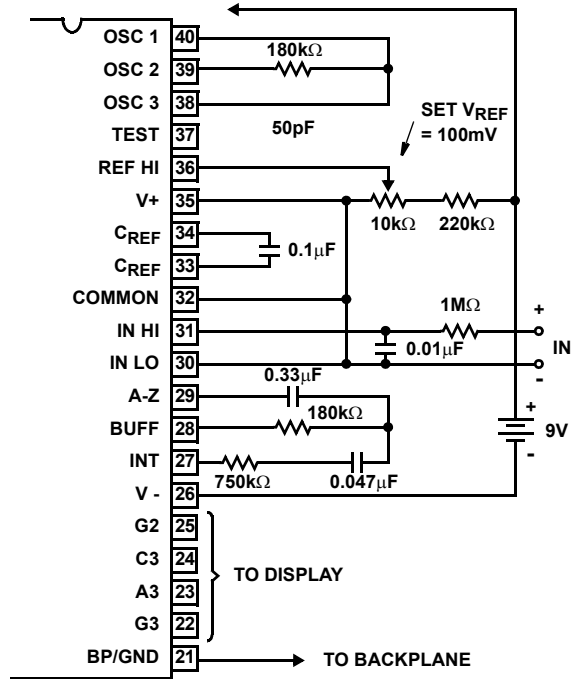 OSC 1 40
180kΩ
OSC 2 39
OSC 3 38
SET VREF
= 100mV
TEST 37
50pF
REF HI 36
V+ 35
10kΩ 220kΩ
CREF 34
0.1µF
CREF 33
COMMON 32
1MΩ
+
IN HI 31
IN
0.01µF
IN LO 30
-
0.33µF
A-Z 29
180kΩ
+
BUFF 28
9V
INT 27
-
750kΩ 0.047µF
V - 26
G2 25
C3 24
TO DISPLAY
A3 23
G3 22
BP/GND 21 TO BACKPLANE